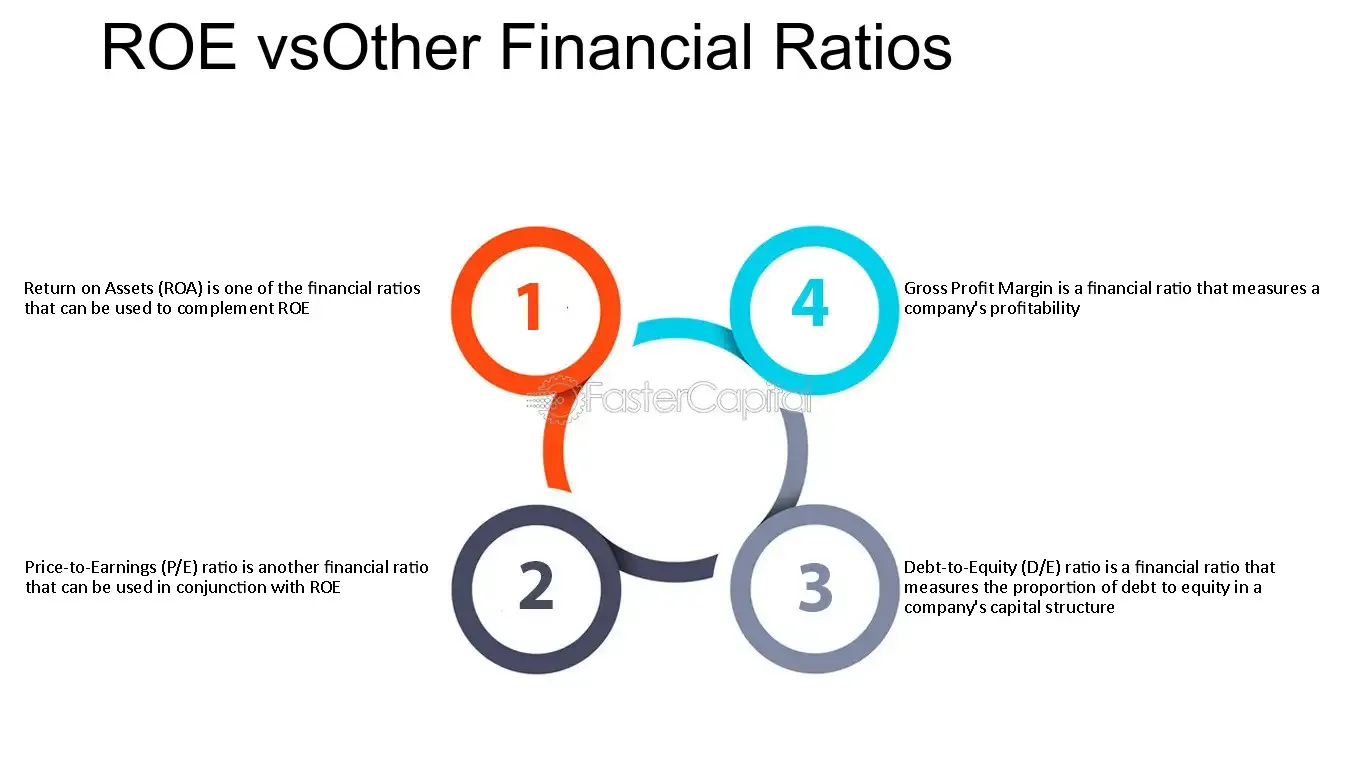 ROE vsOther Financial Ratios
1
Return on Assets (ROA) is one of the financial ratios
that can be used to complement ROE
4
Gross Profit Margin is a financial ratio that measures a
company's profitability
FasterCapital
2
Price-to-Earnings (P/E) ratio is another financial ratio
that can be used in conjunction with ROE
3
Debt-to-Equity (D/E) ratio is a financial ratio that
measures the proportion of debt to equity in a
company's capital structure